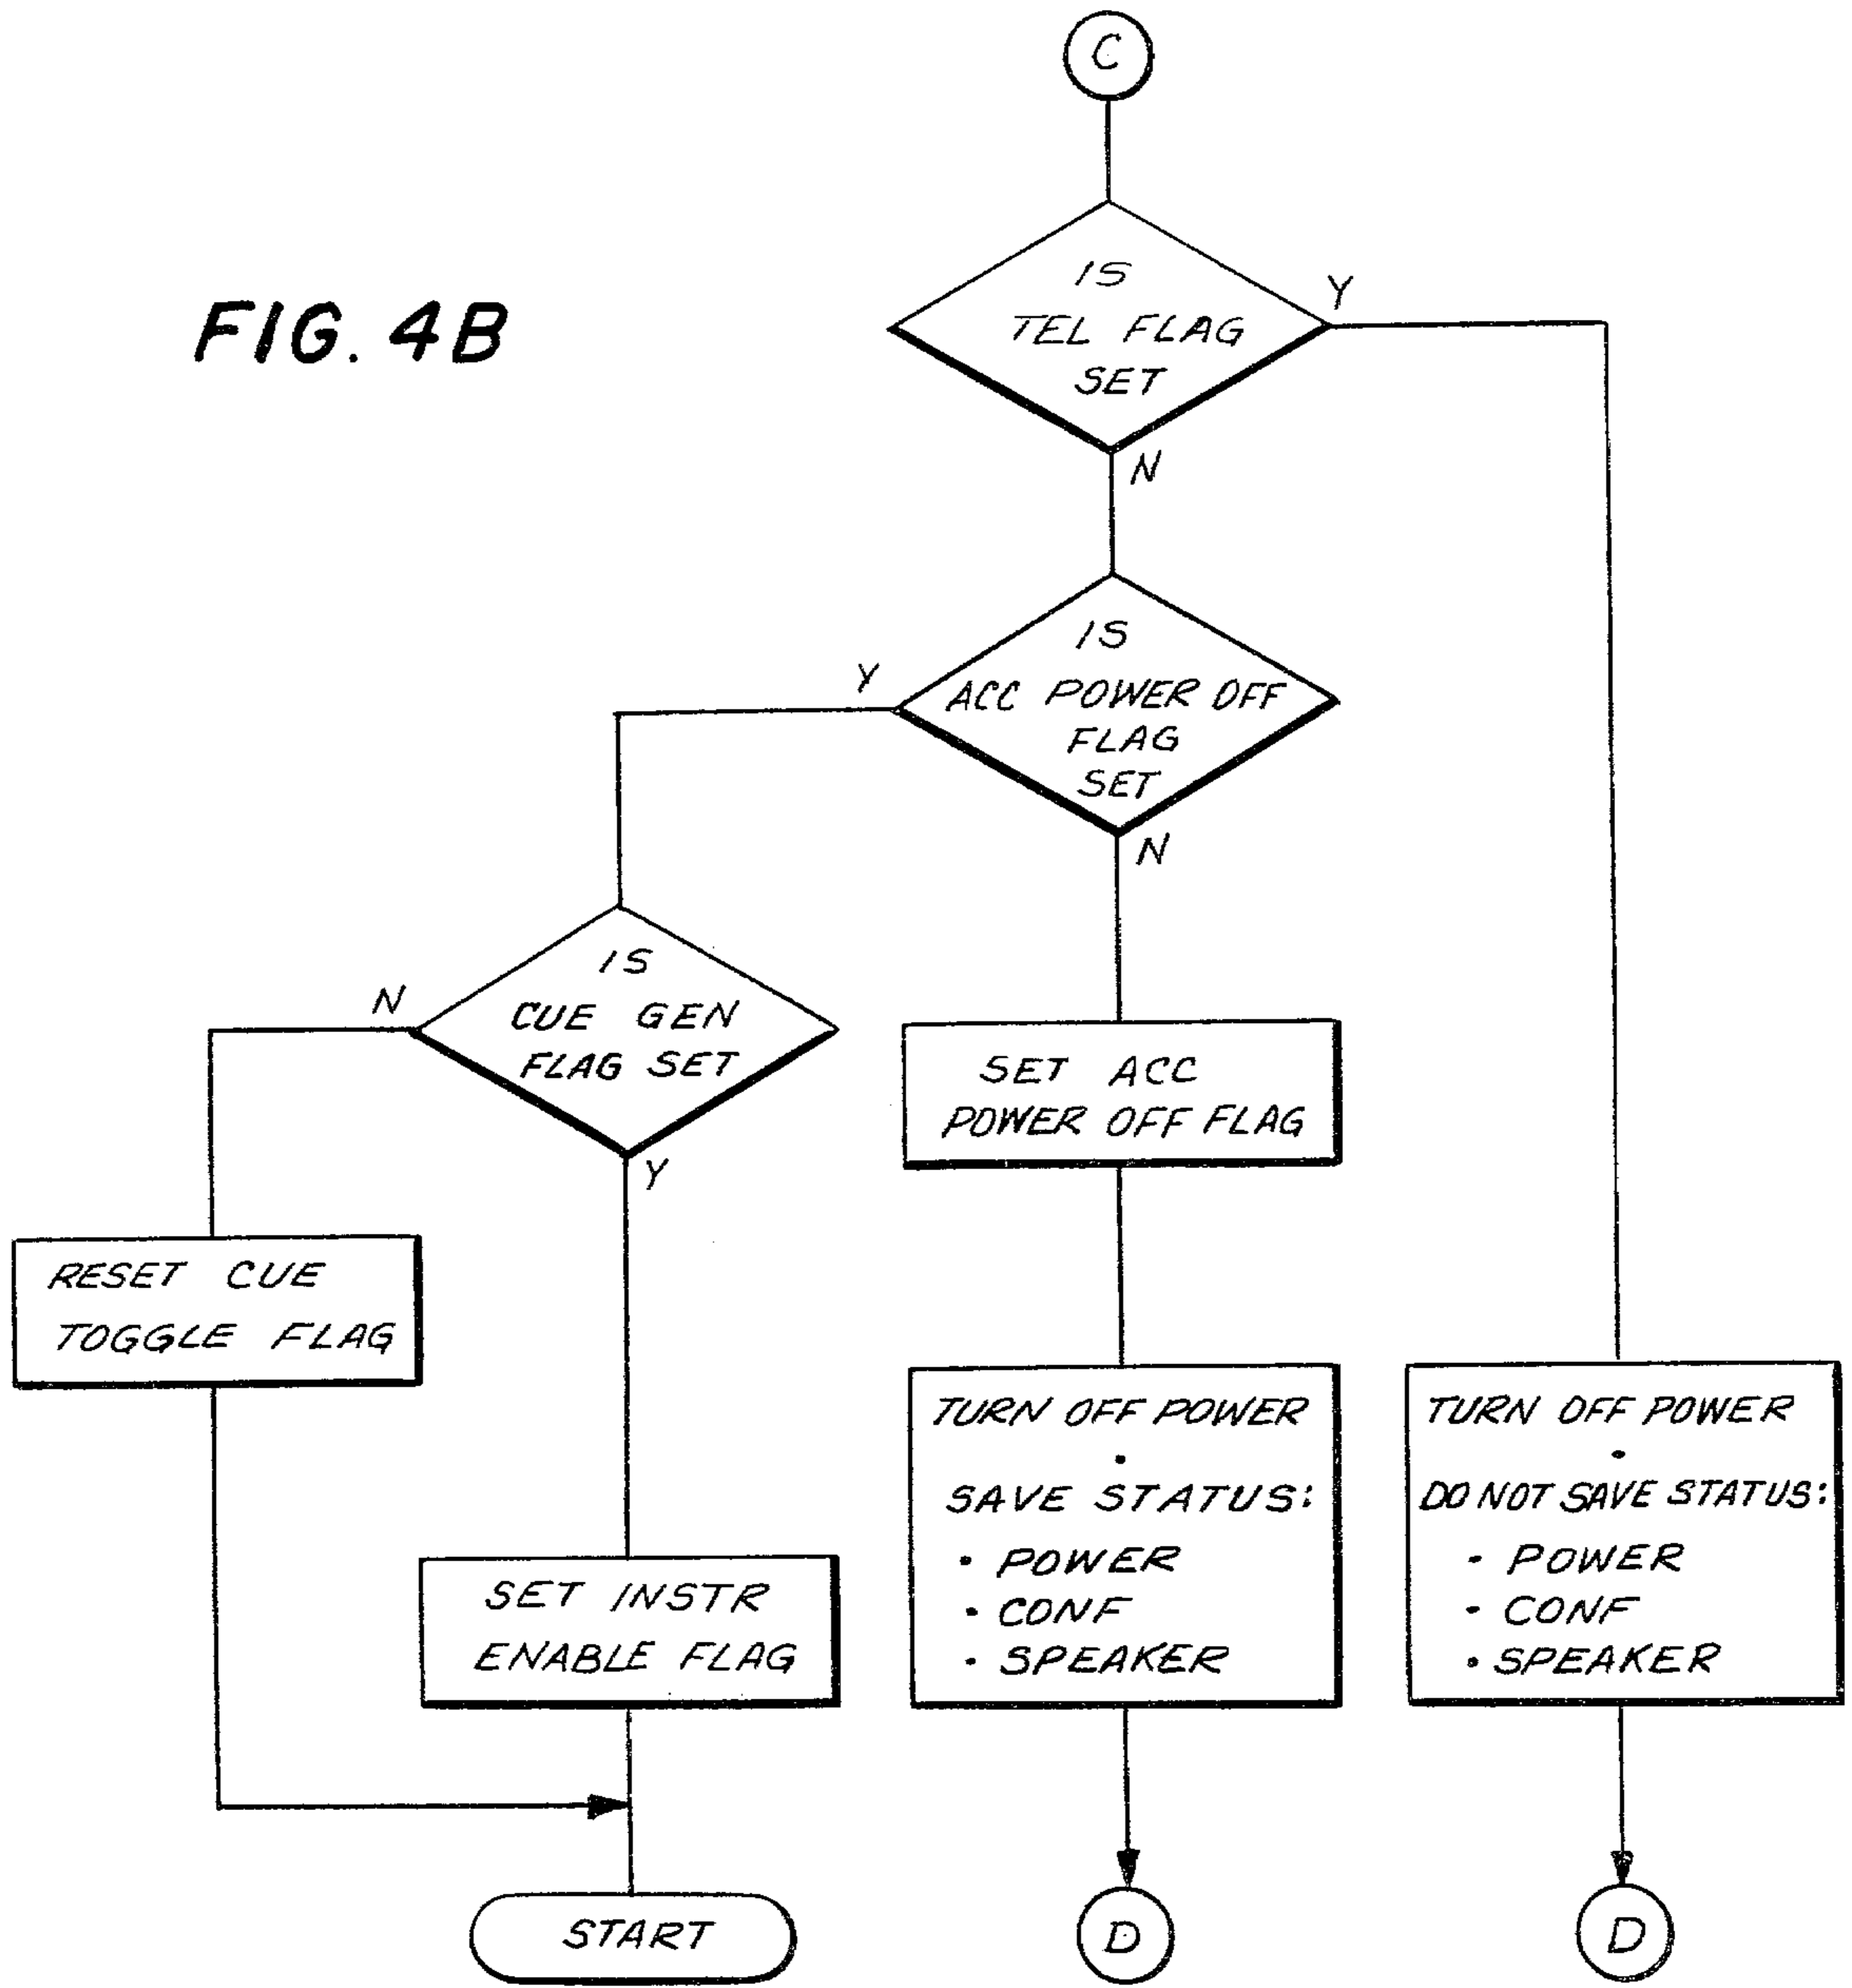 C
FIG. 4B
IS
TEL FLAG
SET
Y
N
IS
ACC POWER OFF
FLAG
SET
Y
N
IS
CUE GEN
FLAG SET
N
Y
SET ACC
POWER OFF FLAG
RESET CUE
TOGGLE FLAG
SET INSTR
ENABLE FLAG
TURN OFF POWER
•
SAVE STATUS:
• POWER
• CONF
• SPEAKER
TURN OFF POWER
•
DO NOT SAVE STATUS:
• POWER
• CONF
• SPEAKER
START
D
D